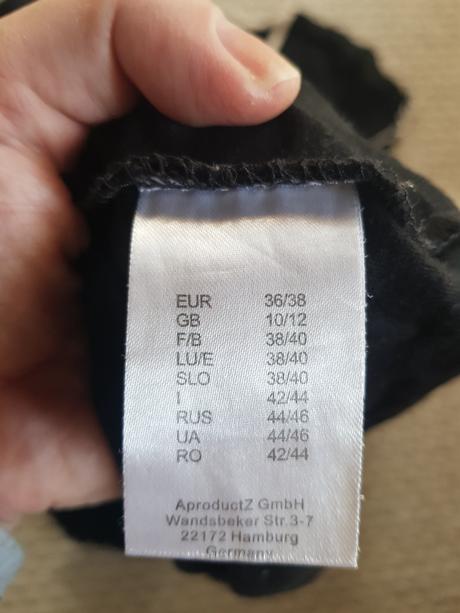 EUR 36/38
GB 10/12
F/B 38/40
LU/E 38/40
SLO 38/40
I 42/44
RUS 44/46
UA 44/46
RO 42/44
AproductZ GmbH
Wandsbeker Str.3-7
22172 Hamburg
Germany